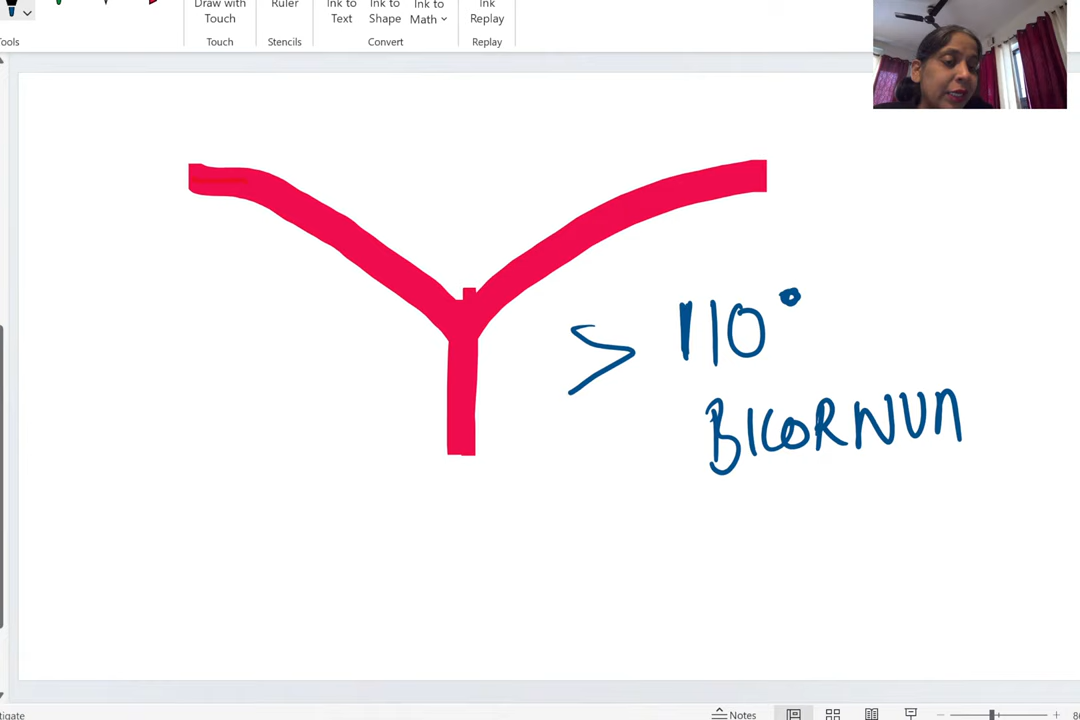 Draw with Ruler Ink to Ink to Ink to Ink
Touch Text Shape Math Replay
Touch Stencils Convert Replay
> 110°
BICORNUA
Notes